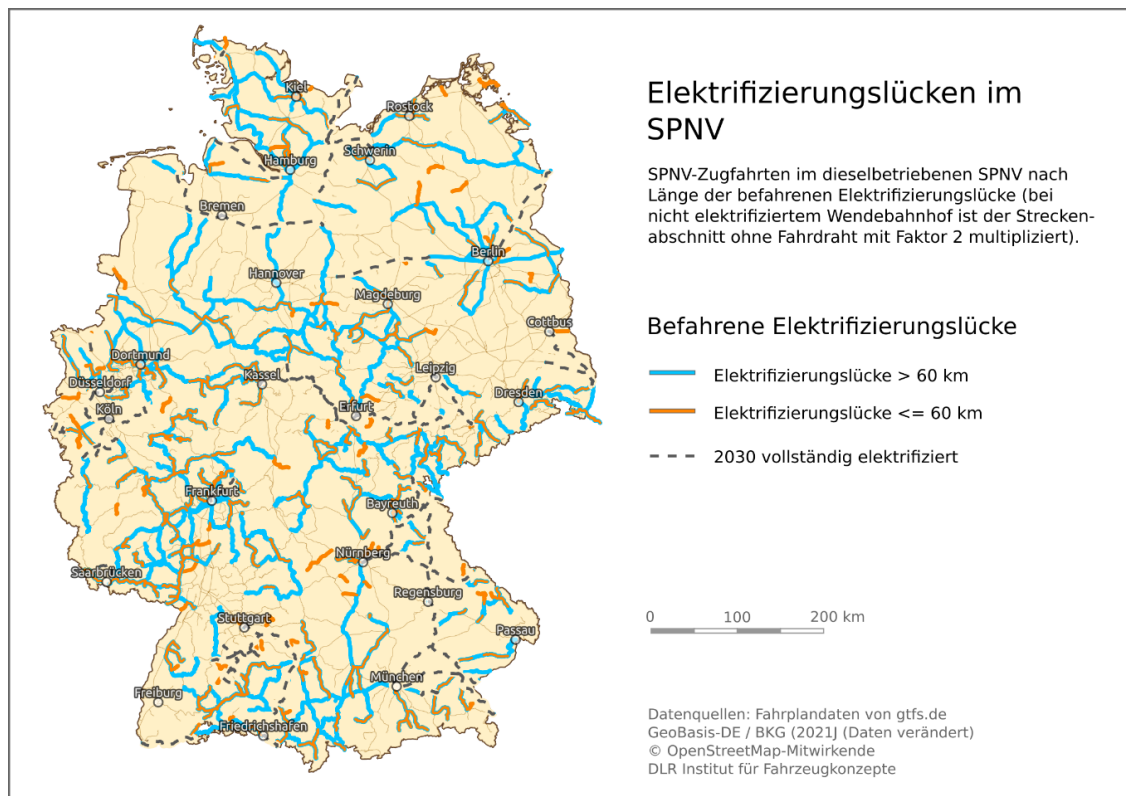 Elektrifizierungslücken im
SPNV
SPNV-Zugfahrten im dieselbetriebenen SPNV nach
Länge der befahrenen Elektrifizierungslücke (bei
nicht elektrifiziertem Wendebahnhof ist der Strecken-
abschnitt ohne Fahrdraht mit Faktor 2 multipliziert).
Befahrene Elektrifizierungslücke
Elektrifizierungslücke > 60 km
Elektrifizierungslücke <= 60 km
2030 vollständig elektrifiziert
0 100 200 km
Datenquellen: Fahrplandaten von gtfs.de
GeoBasis-DE / BKG (2021J (Daten verändert)
© OpenStreetMap-Mitwirkende
DLR Institut für Fahrzeugkonzepte
Kiel
Rostock
Schwerin
Hamburg
Bremen
Berlin
Hannover
Magdeburg
Cottbus
Dortmund
Leipzig
Kassel
Düsseldorf
Dresden
Köln
Erfurt
Frankfurt
Bayreuth
Nürnberg
Saarbrücken
Regensburg
Stuttgart
Passau
München
Freiburg
Friedrichshafen